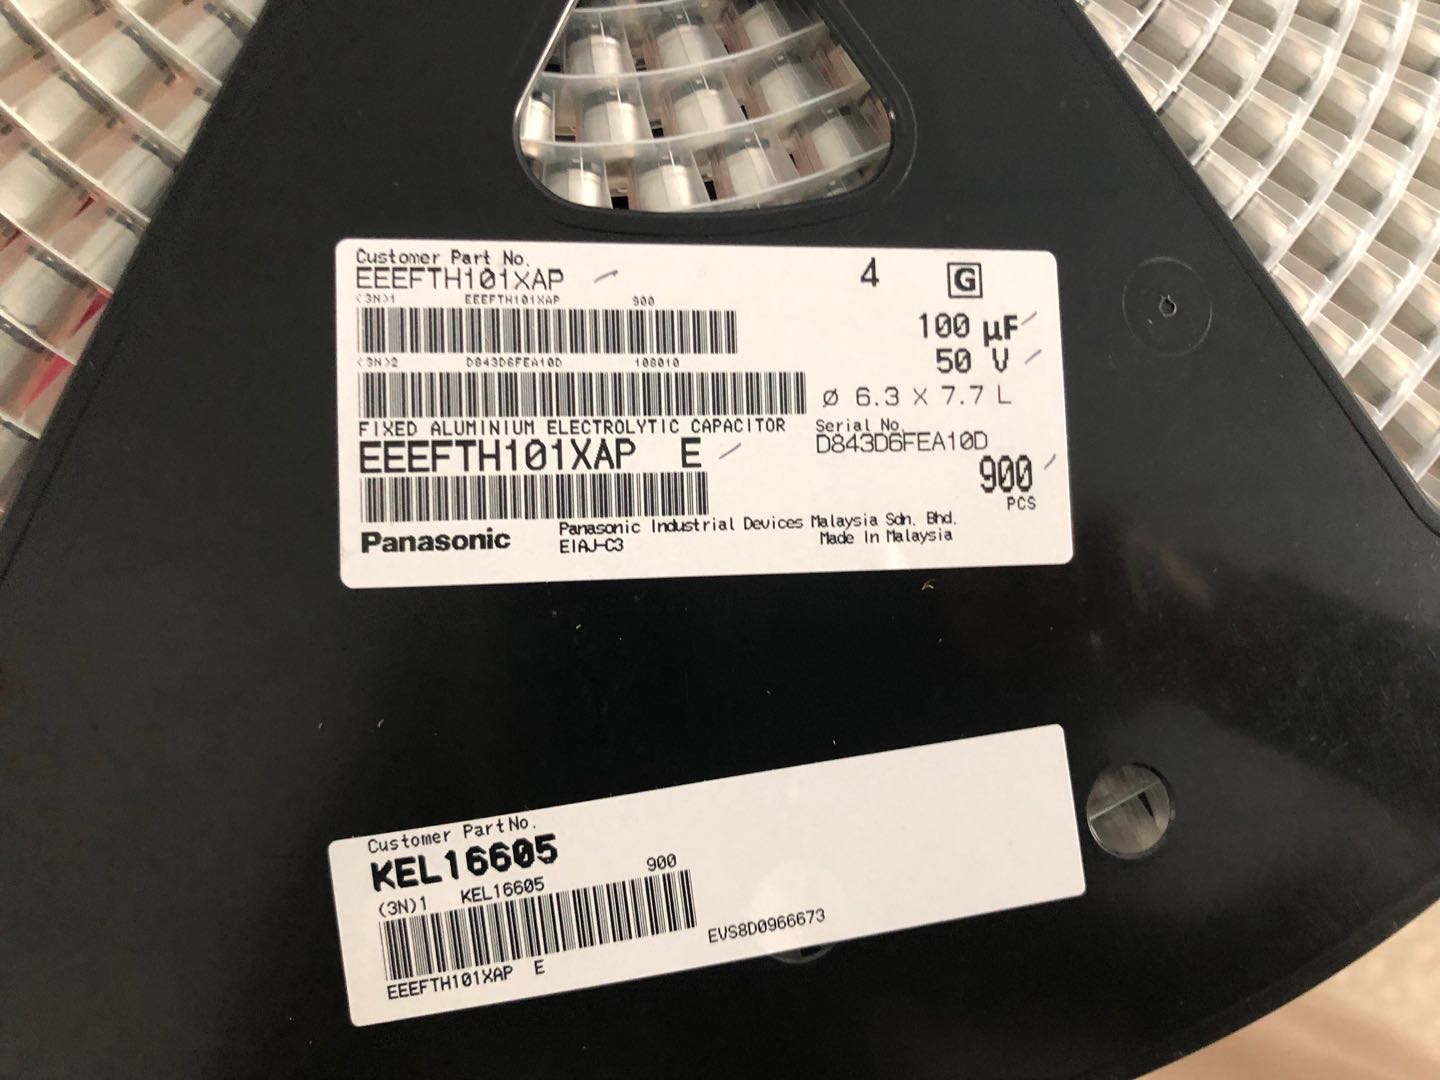 Customer Part No.
EEEFTH101XAP
4 G
(3N)1 EEEFTH101XAP 900
100 µF
(3N)2 D843D6FEA10D 108010
50 V
ø 6.3 X 7.7 L
FIXED ALUMINIUM ELECTROLYTIC CAPACITOR
Serial No.
EEEFTH101XAP E
D843D6FEA10D
900
PCS
Panasonic
Panasonic Industrial Devices Malaysia Sdn. Bhd.
EIAJ-C3 Made In Malaysia
Customer PartNo.
KEL16605
(3N)1 KEL16605 900
EEEFTH101XAP E
EVS8D0966673